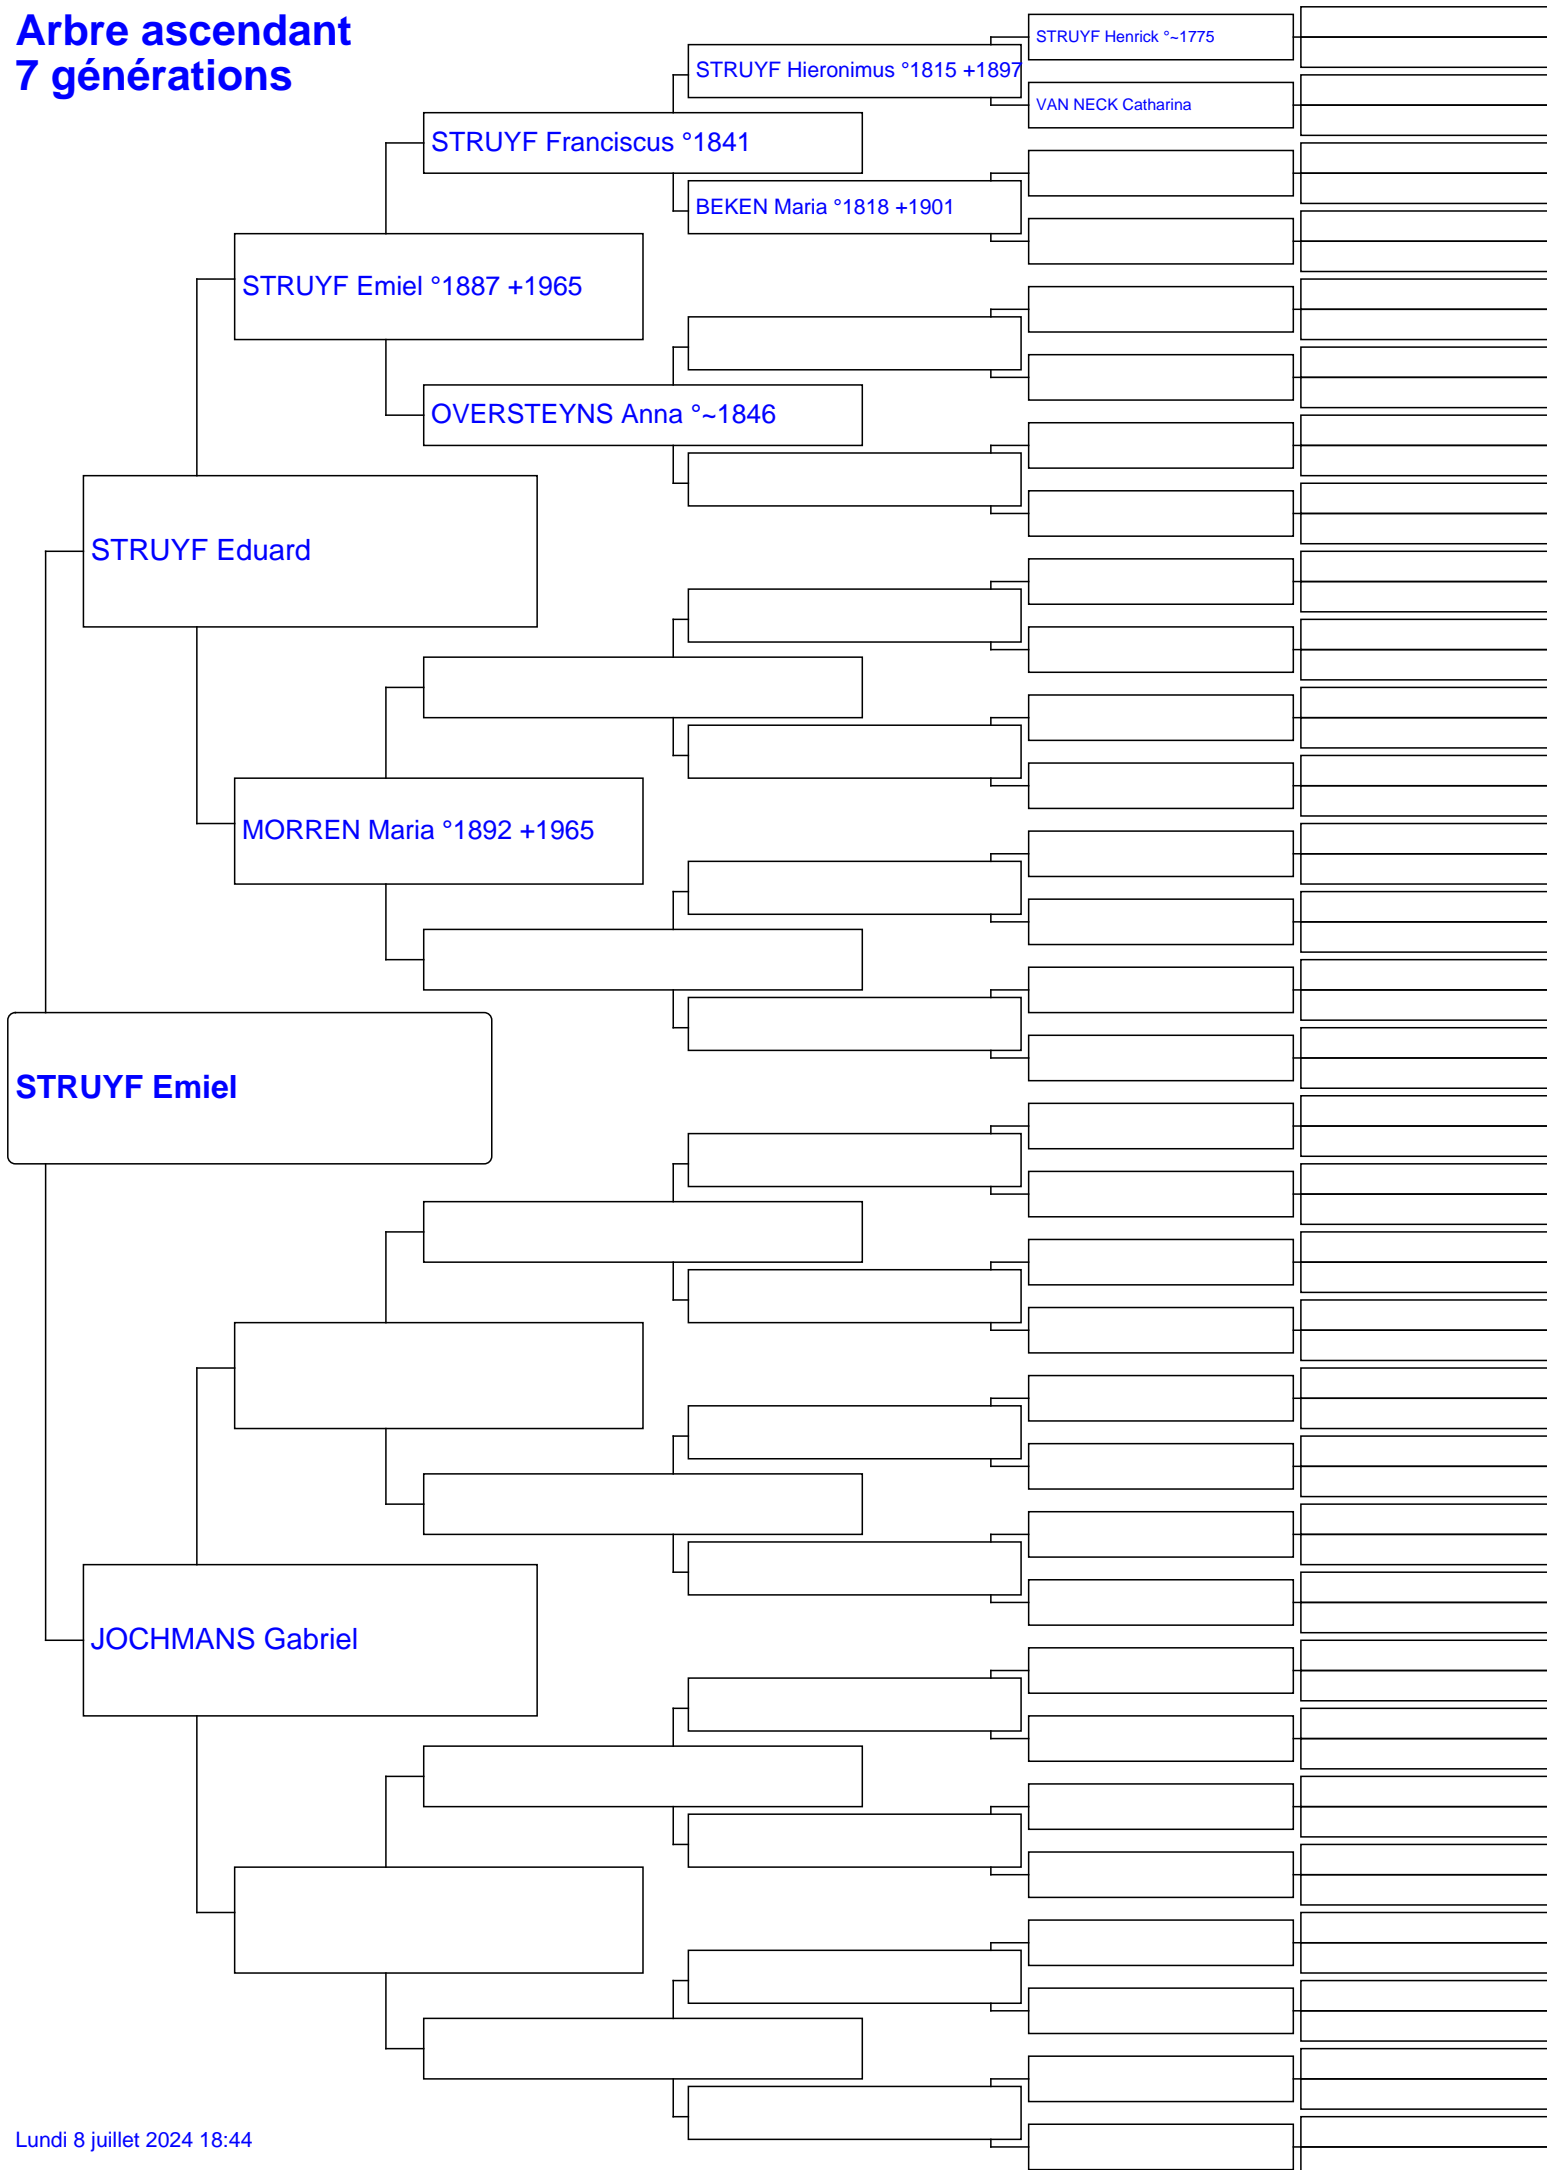 Arbre ascendant
7 générations
STRUYF Henrick °~1775
STRUYF Hieronimus °1815 +1897
VAN NECK Catharina
STRUYF Franciscus °1841
BEKEN Maria °1818 +1901
STRUYF Emiel °1887 +1965
OVERSTEYNS Anna °~1846
STRUYF Eduard
MORREN Maria °1892 +1965
STRUYF Emiel
JOCHMANS Gabriel
Lundi 8 juillet 2024 18:44